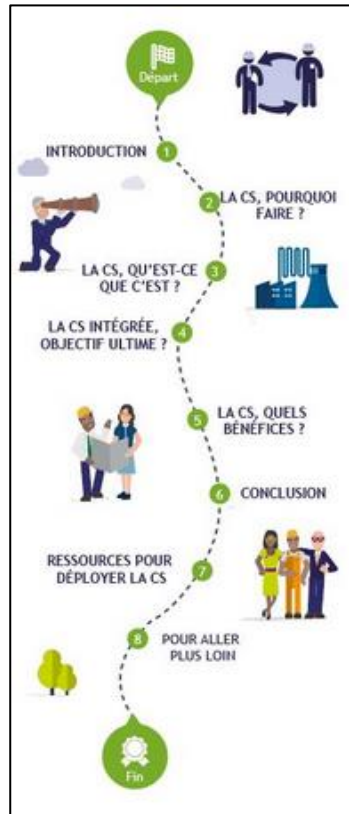 Départ
INTRODUCTION
1
2
LA CS, POURQUOI
FAIRE ?
LA CS, QU'EST-CE
QUE C'EST ?
3
LA CS INTÉGRÉE,
OBJECTIF ULTIME ?
4
5
LA CS, QUELS
BÉNÉFICES ?
6
CONCLUSION
RESSOURCES POUR
DÉPLOYER LA CS
7
8
POUR ALLER
PLUS LOIN
Fin